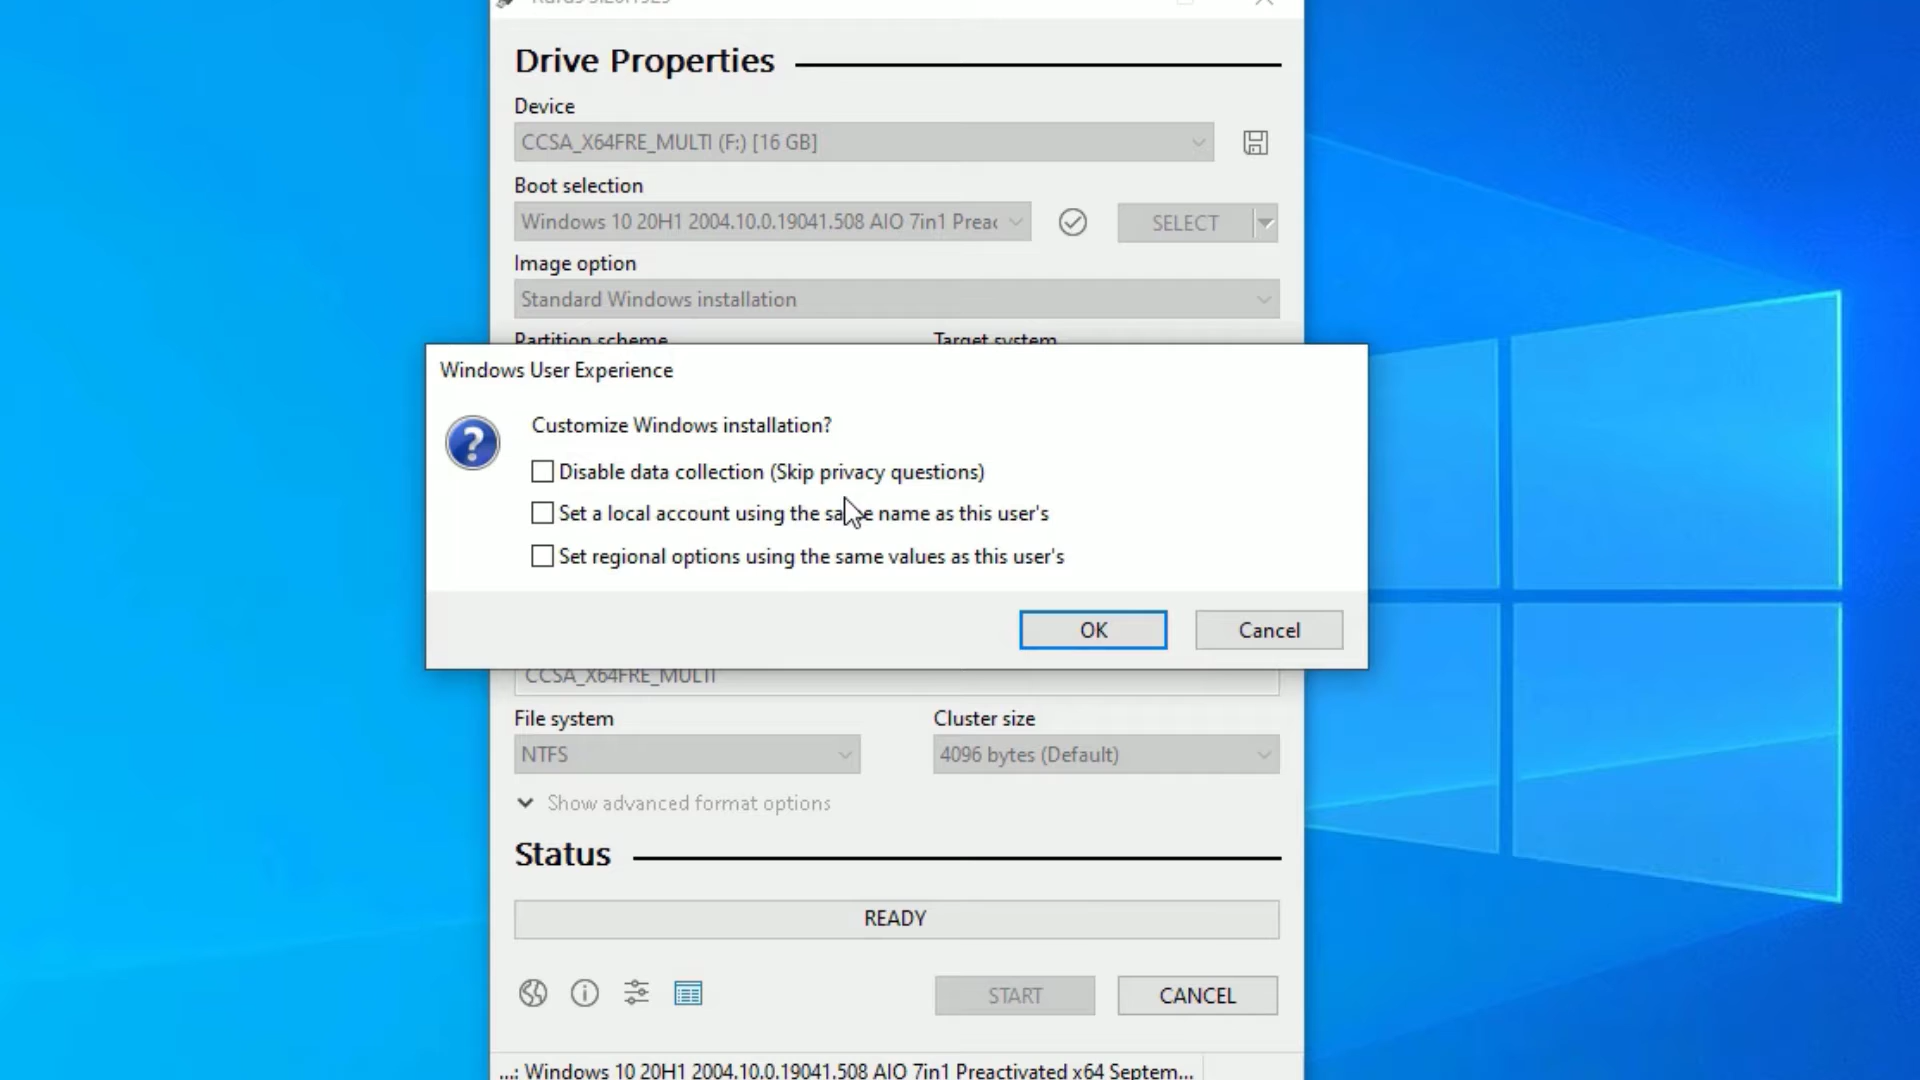 Drive Properties
Device
CCSA_X64FRE_MULTI (F:) [16 GB]
Boot selection
Windows 10 20H1 2004.10.0.19041.508 AIO 7in1 Preac
SELECT
Image option
Standard Windows installation
Partition scheme
Target system
Windows User Experience
Customize Windows installation?
Disable data collection (Skip privacy questions)
Set a local account using the same name as this user's
Set regional options using the same values as this user's
OK
Cancel
CCSA_X64FRE_MULTI
File system
Cluster size
NTFS
4096 bytes (Default)
Show advanced format options
Status
READY
START
CANCEL
...: Windows 10 20H1 2004.10.0.19041.508 AIO 7in1 Preactivated x64 Septem...